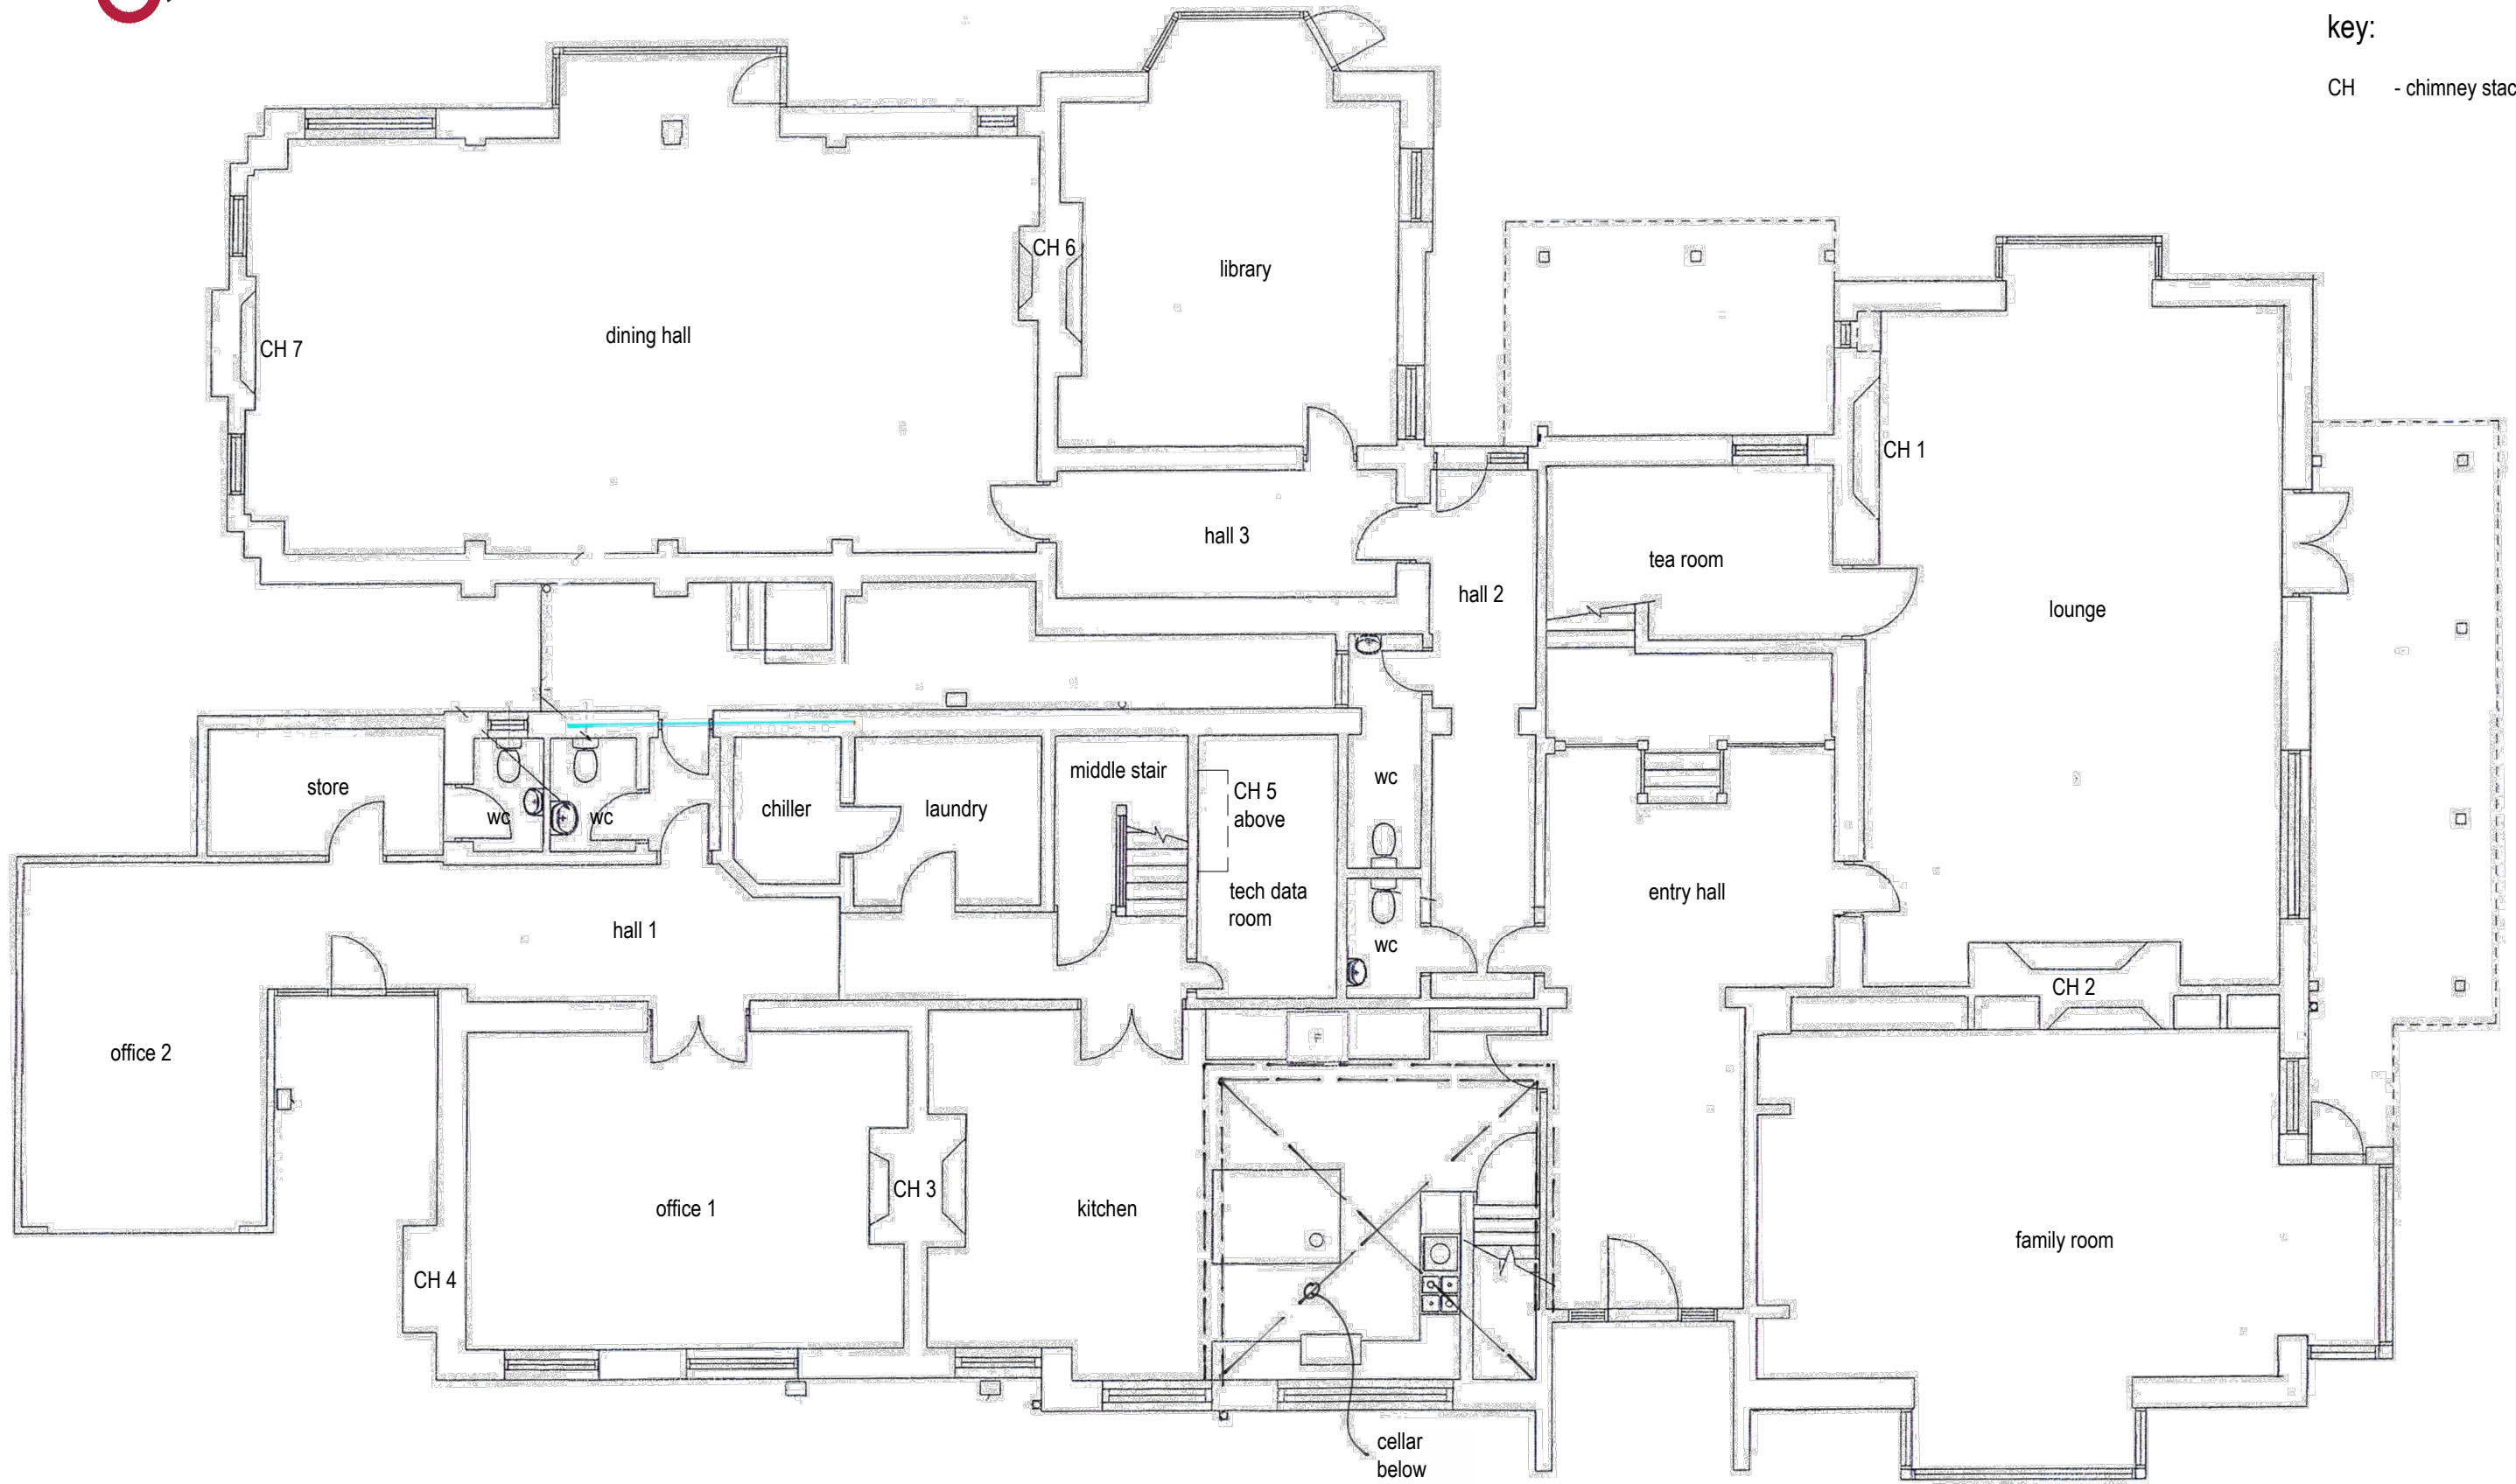 key:
CH - chimney stac
CH 6
library
dining hall
CH 7
CH 1
hall 3
tea room
hall 2
lounge
store
wc
wc
chiller
laundry
middle stair
CH 5
above
wc
tech data
room
entry hall
hall 1
wc
CH 2
office 2
CH 3
office 1
kitchen
family room
CH 4
cellar
below